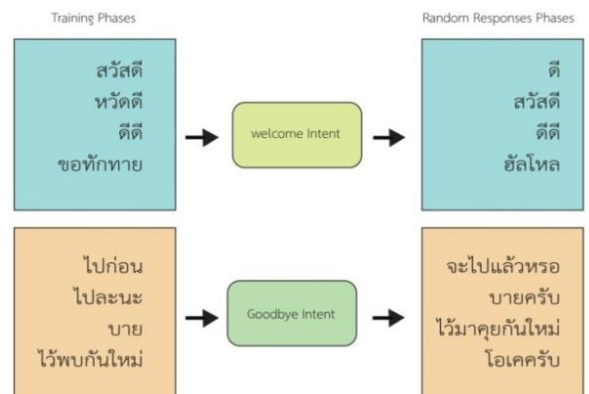 Training Phases
Random Responses Phases
สวัสดี
หวัดดี
ดีดี
ขอทักทาย
welcome Intent
ดี
สวัสดี
ดีดี
ฮัลโหล
ไปก่อน
ไปละนะ
บาย
ไว้พบกันใหม่
Goodbye Intent
จะไปแล้วหรอ
บายครับ
ไว้มาคุยกันใหม่
โอเคครับ